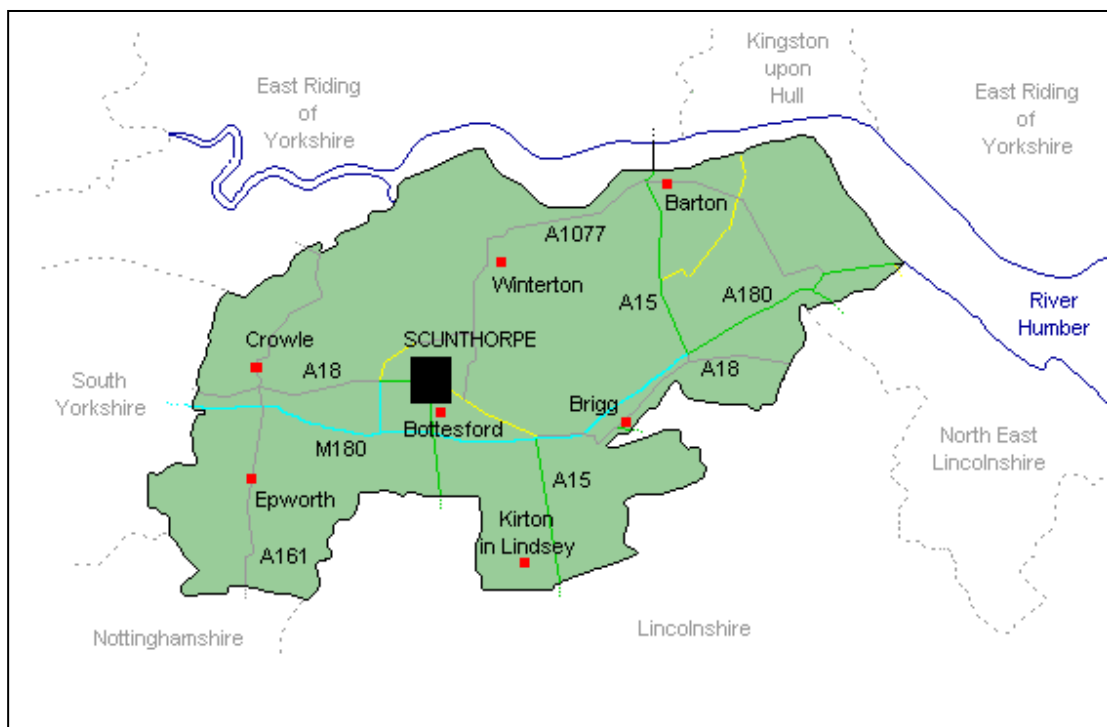 Kingston
upon
Hull
East Riding
of
Yorkshire
East Riding
of
Yorkshire
Barton
A1077
Winterton
A15
A180
River
Humber
SCUNTHORPE
Crowle
A18
A18
South
Yorkshire
Brigg
Bottesford
M180
North East
Lincolnshire
A15
Epworth
Kirton
in Lindsey
A161
Nottinghamshire
Lincolnshire